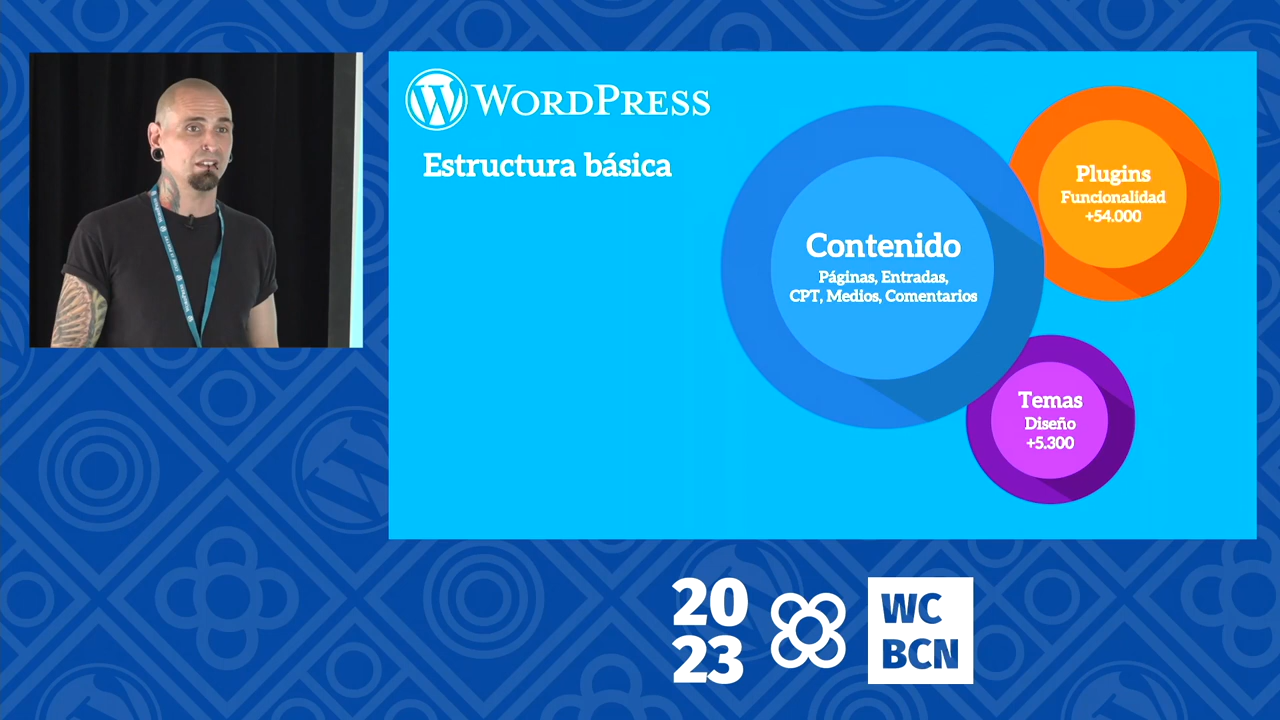 WORDPRESS
Estructura básica
Contenido
Páginas, Entradas,
CPT, Medios, Comentarios
Plugins
Funcionalidad
+54.000
Temas
Diseño
+5.300
20
23
WC
BCN